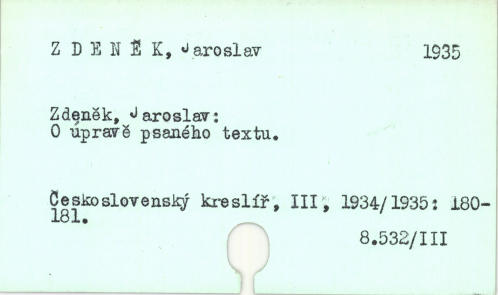 Z D E N Ě K, Jaroslav 1935
Zdeněk, Jaroslav:
O úpravě psaného textu.
Československý kreslíř, III, 1934/1935: 180-
181.
8.532/III